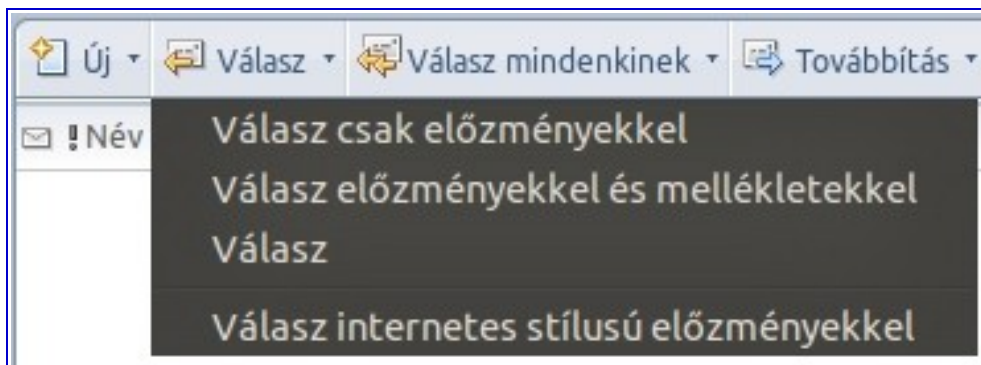 Új Válasz Válasz mindenkinek Továbbítás
! Név
Válasz csak előzményekkel
Válasz előzményekkel és mellékletekkel
Válasz
Válasz internetes stílusú előzményekkel